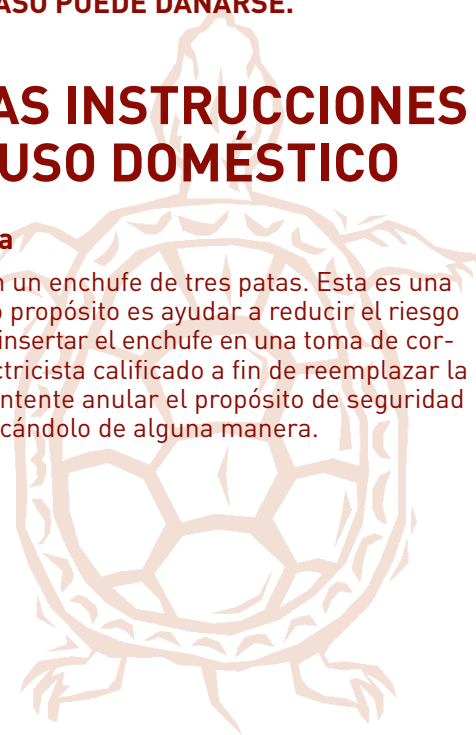 ASO PUEDE DAÑARSE.
AS INSTRUCCIONES
USO DOMÉSTICO
a
n un enchufe de tres patas. Esta es una
o propósito es ayudar a reducir el riesgo
insertar el enchufe en una toma de cor-
ctricista calificado a fin de reemplazar la
intente anular el propósito de seguridad
icándolo de alguna manera.